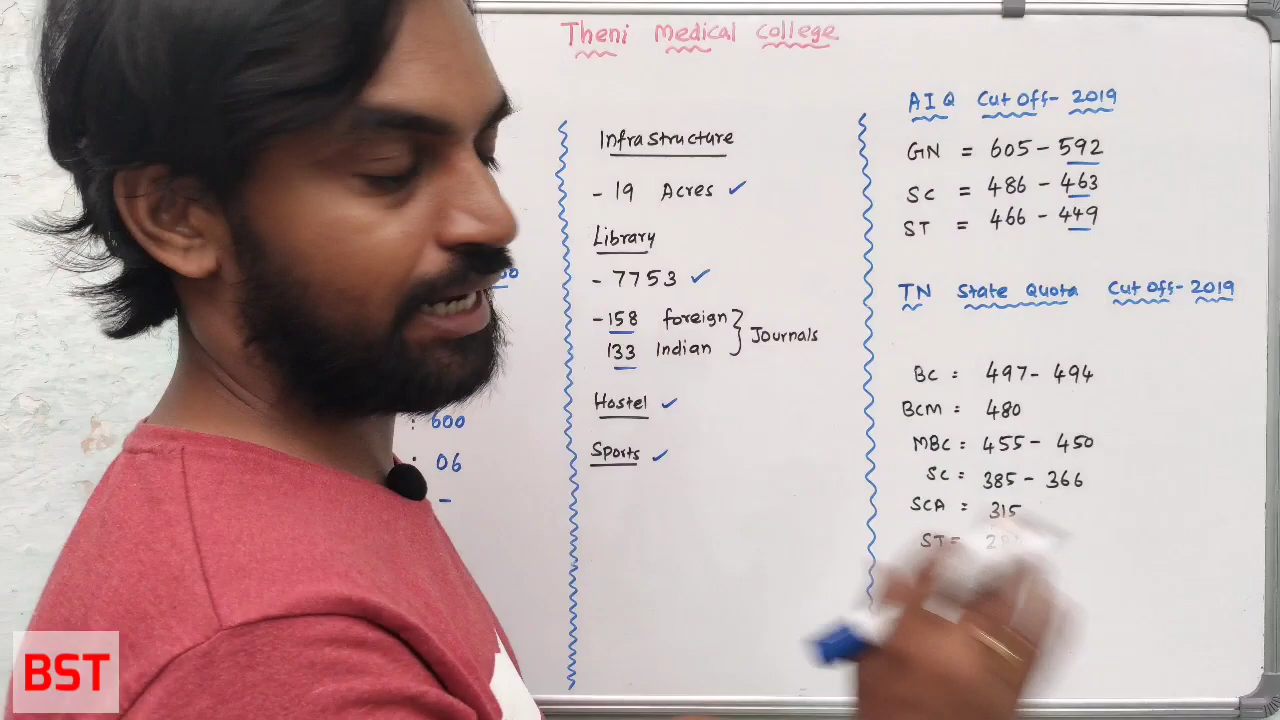 Theni Medical College
: 600
: 06
-
Infrastructure
- 19 Acres ✓
Library
- 7753 ✓
- 158 foreign
133 Indian
Journals
Hostel ✓
Sports ✓
AIQ Cut Off- 2019
GN = 605 - 592
SC = 486 - 463
ST = 466 - 449
TN State Quota Cut Off- 2019
BC = 497- 494
BCM = 480
MBC = 455 - 450
SC = 385 - 366
SCA = 315
ST =
BST